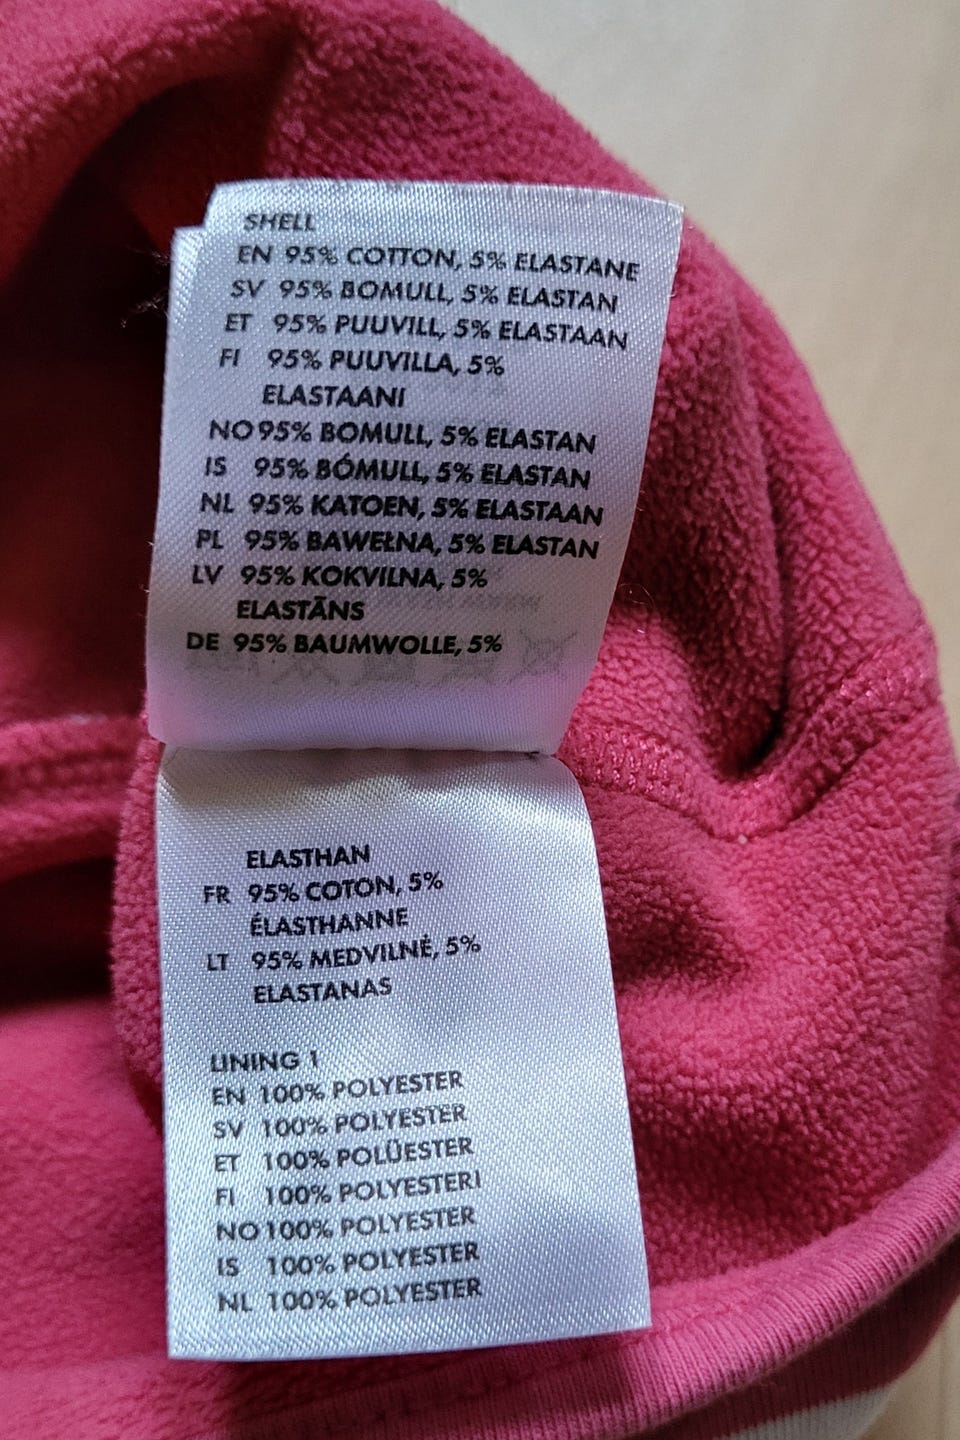 SHELL
EN 95% COTTON, 5% ELASTANE
SV 95% BOMULL, 5% ELASTAN
ET 95% PUUVILL, 5% ELASTAAN
FI 95% PUUVILLA, 5%
ELASTAANI
NO 95% BOMULL, 5% ELASTAN
IS 95% BÓMULL, 5% ELASTAN
NL 95% KATOEN, 5% ELASTAAN
PL 95% BAWEŁNA, 5% ELASTAN
LV 95% KOKVILNA, 5%
ELASTĀNS
DE 95% BAUMWOLLE, 5%
ELASTHAN
FR 95% COTON, 5%
ÉLASTHANNE
LT 95% MEDVILNĖ, 5%
ELASTANAS
LINING 1
EN 100% POLYESTER
SV 100% POLYESTER
ET 100% POLÜESTER
FI 100% POLYESTERI
NO 100% POLYESTER
IS 100% POLYESTER
NL 100% POLYESTER